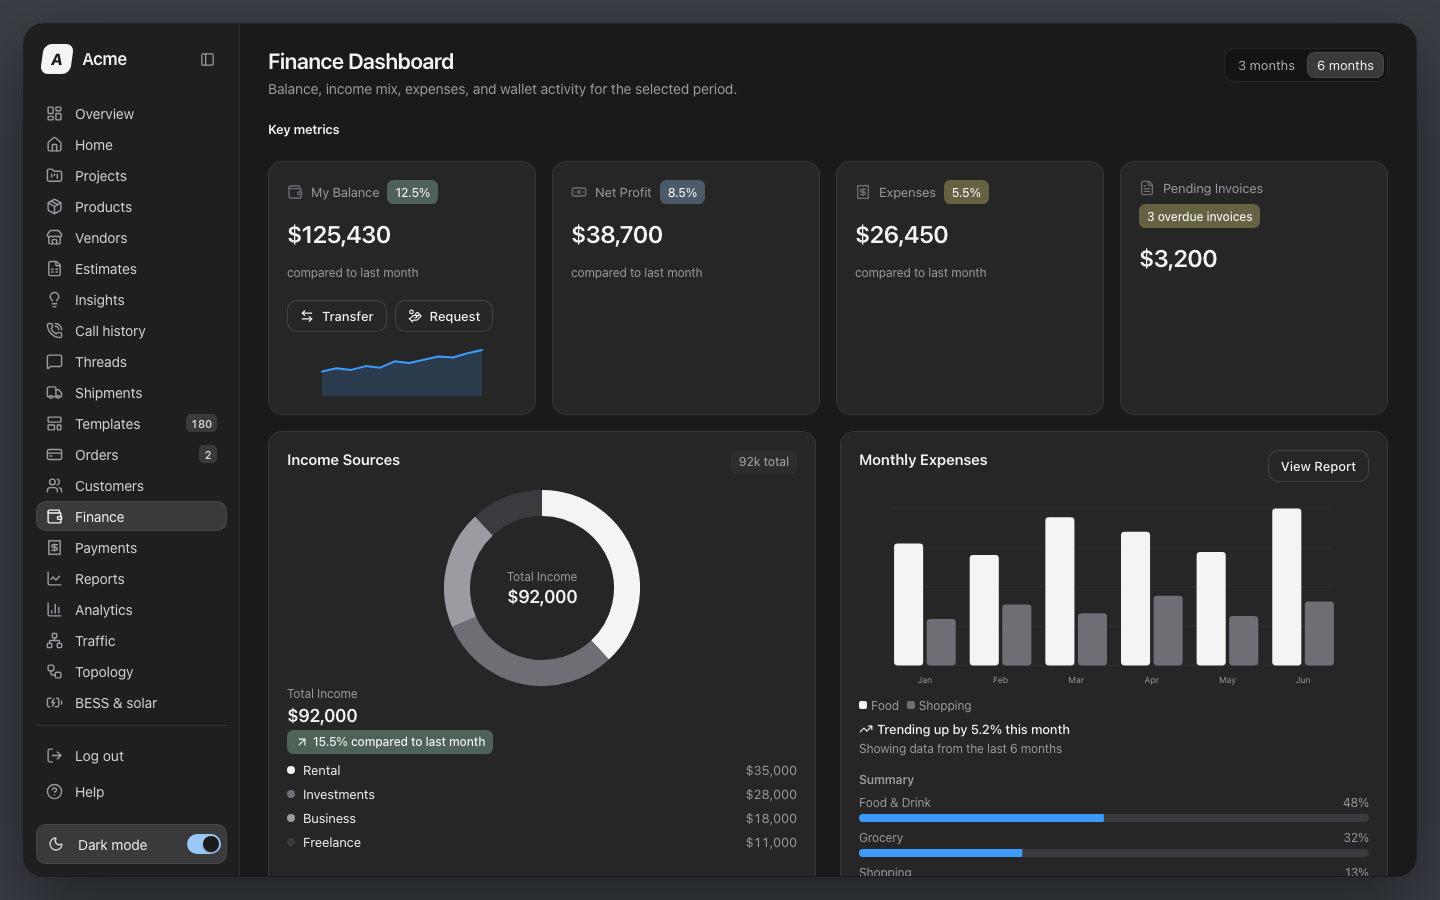 A Acme
Overview
Home
Projects
Products
Vendors
Estimates
Insights
Call history
Threads
Shipments
Templates 180
Orders 2
Customers
Finance
Payments
Reports
Analytics
Traffic
Topology
BESS & solar
Log out
Help
Dark mode
Finance Dashboard
Balance, income mix, expenses, and wallet activity for the selected period.
3 months 6 months
Key metrics
My Balance 12.5%
$125,430
compared to last month
Transfer Request
Net Profit 8.5%
$38,700
compared to last month
Expenses 5.5%
$26,450
compared to last month
Pending Invoices
3 overdue invoices
$3,200
Income Sources 92k total
Total Income
$92,000
Total Income
$92,000
15.5% compared to last month
Rental $35,000
Investments $28,000
Business $18,000
Freelance $11,000
Monthly Expenses View Report
Jan Feb Mar Apr May Jun
Food Shopping
Trending up by 5.2% this month
Showing data from the last 6 months
Summary
Food & Drink 48%
Grocery 32%
Shopping 13%